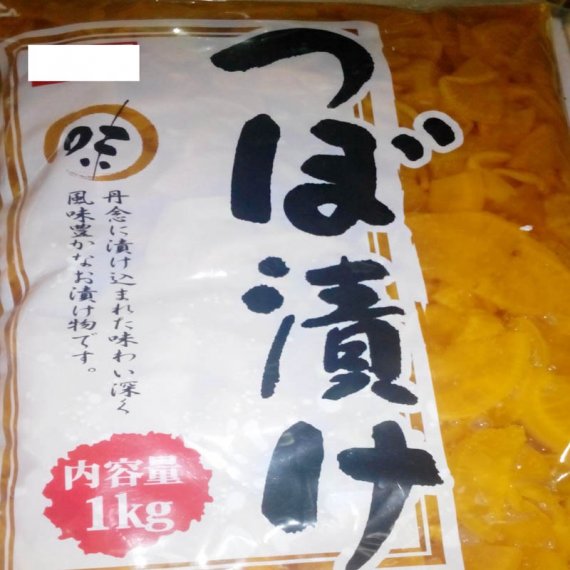 つぼ漬け
味
丹念に漬け込まれた味わい深く
風味豊かなお漬け物です。
内容量
1kg